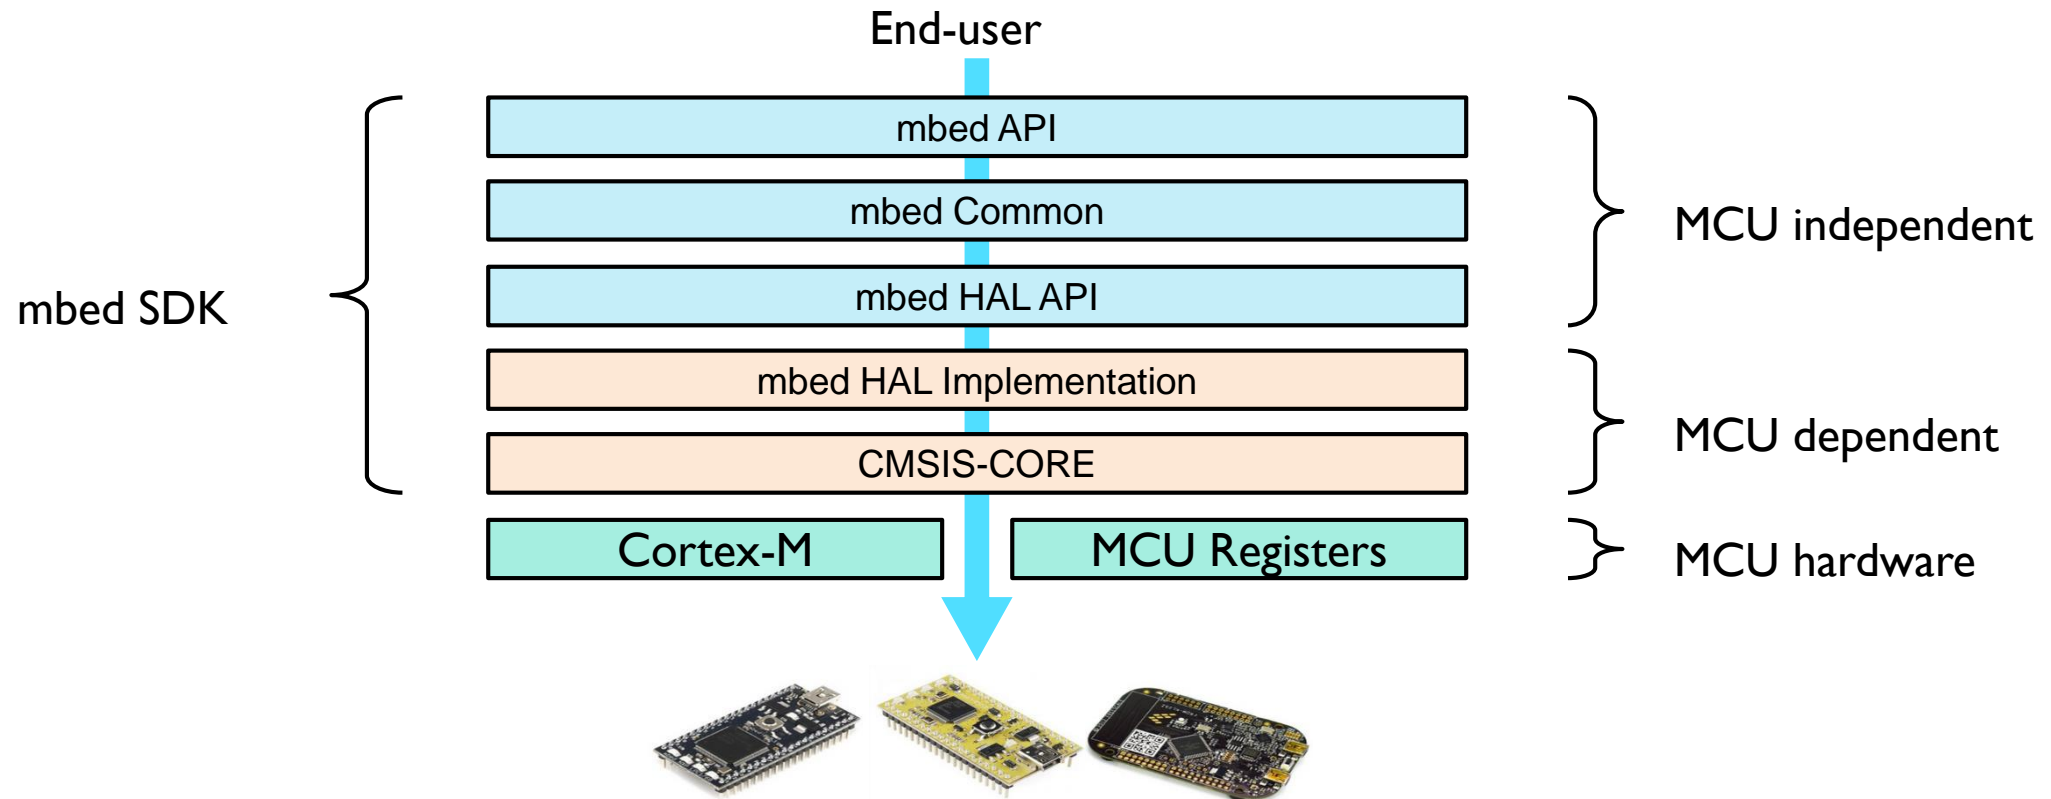 End-user
mbed API
mbed Common
MCU independent
mbed HAL API
mbed SDK
mbed HAL Implementation
MCU dependent
CMSIS-CORE
Cortex-M
MCU Registers
MCU hardware